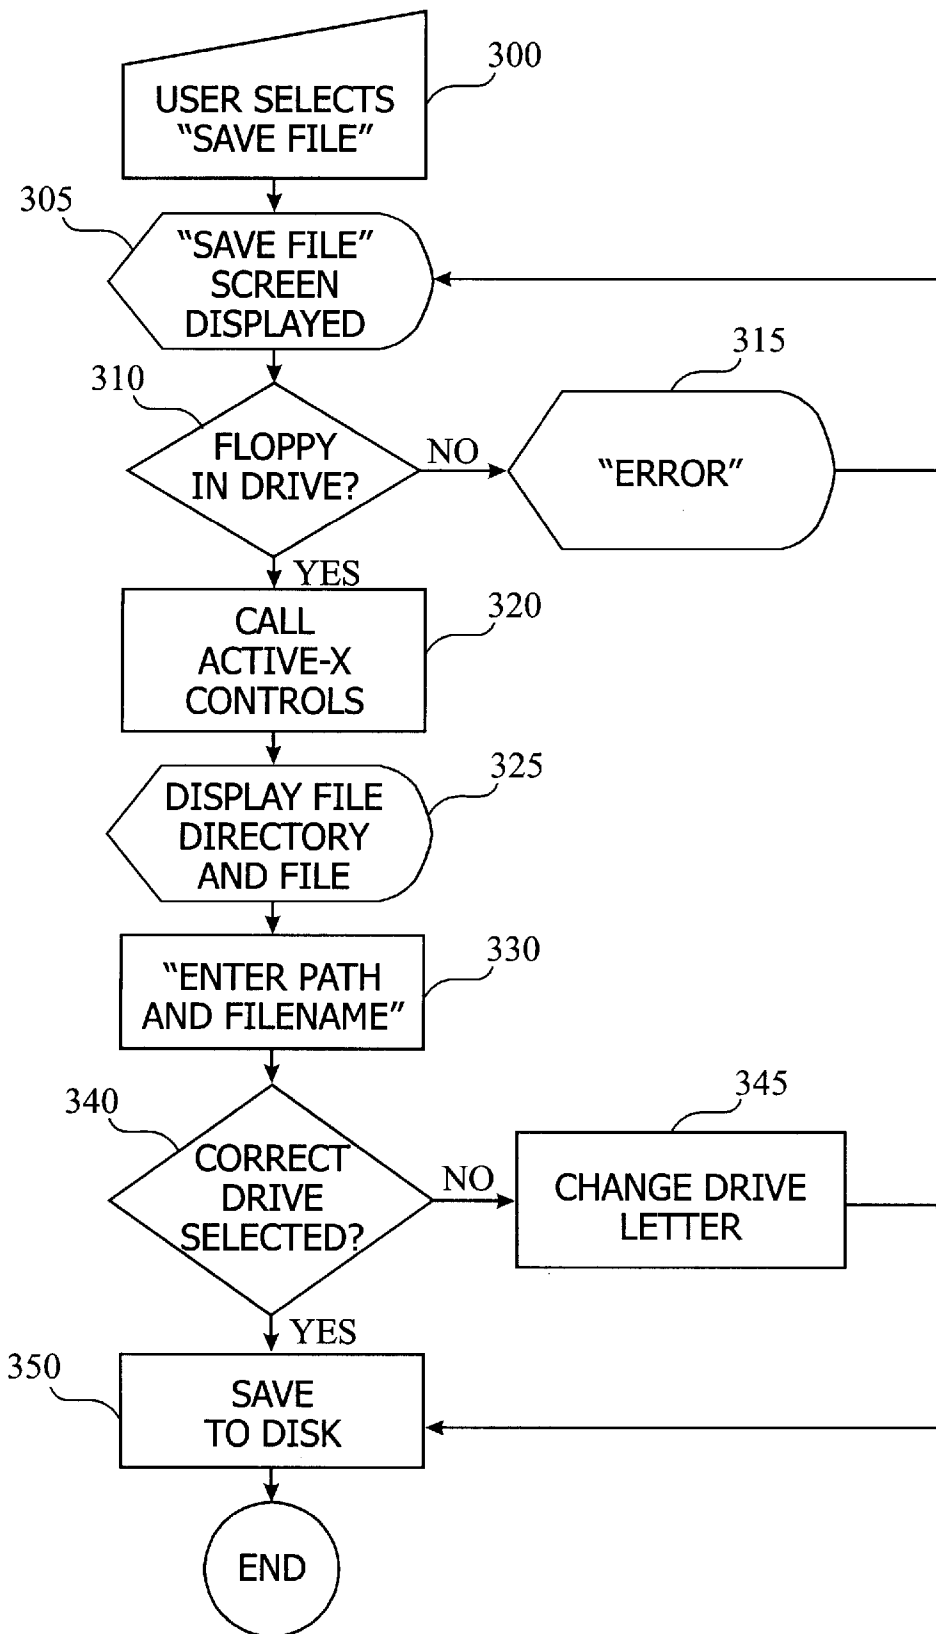 300
USER SELECTS
“SAVE FILE”
305
“SAVE FILE”
SCREEN
DISPLAYED
315
310
FLOPPY
IN DRIVE?
NO
“ERROR”
YES
CALL
ACTIVE-X
CONTROLS
320
325
DISPLAY FILE
DIRECTORY
AND FILE
330
“ENTER PATH
AND FILENAME”
345
340
CORRECT
DRIVE
SELECTED?
NO
CHANGE DRIVE
LETTER
YES
350
SAVE
TO DISK
END